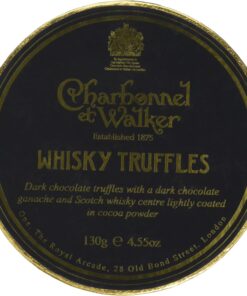 Charbonnel
et Walker
Established 1875
WHISKY TRUFFLES
Dark chocolate truffles with a dark chocolate
ganache and Scotch whisky centre lightly coated
in cocoa powder
130g e 4.55oz
One, The Royal Arcade, 28 Old Bond Street, London